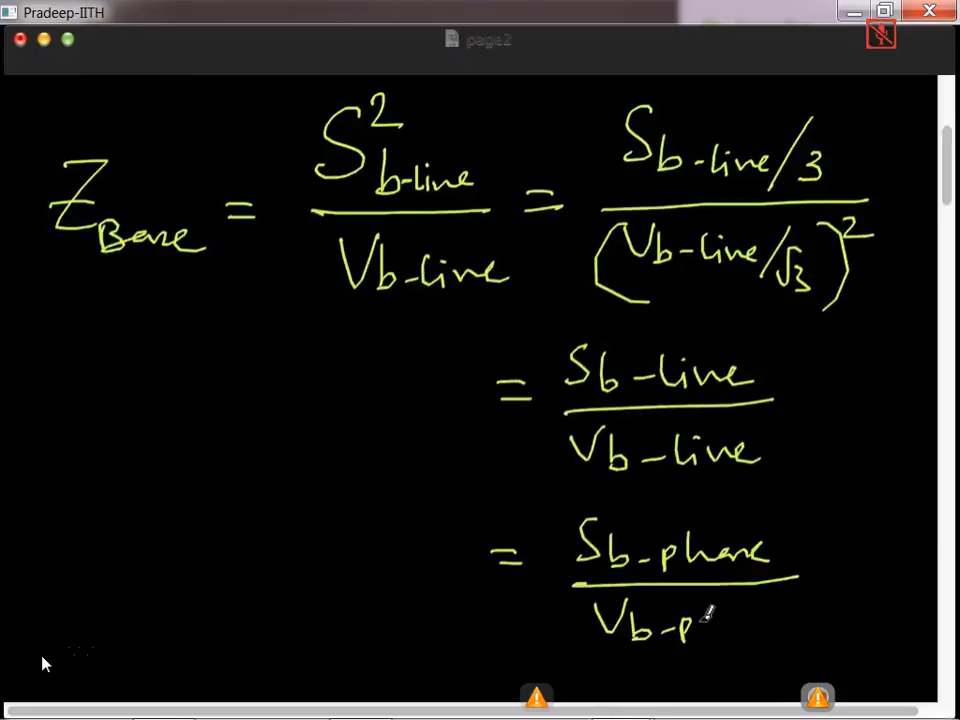 Pradeep-IITH
page2
Z_Base = S²_b-line / V_b-line = (S_b-line/3) / (V_b-line/√3)²
= S_b-line / V_b-line
= S_b-phase / V_b-p